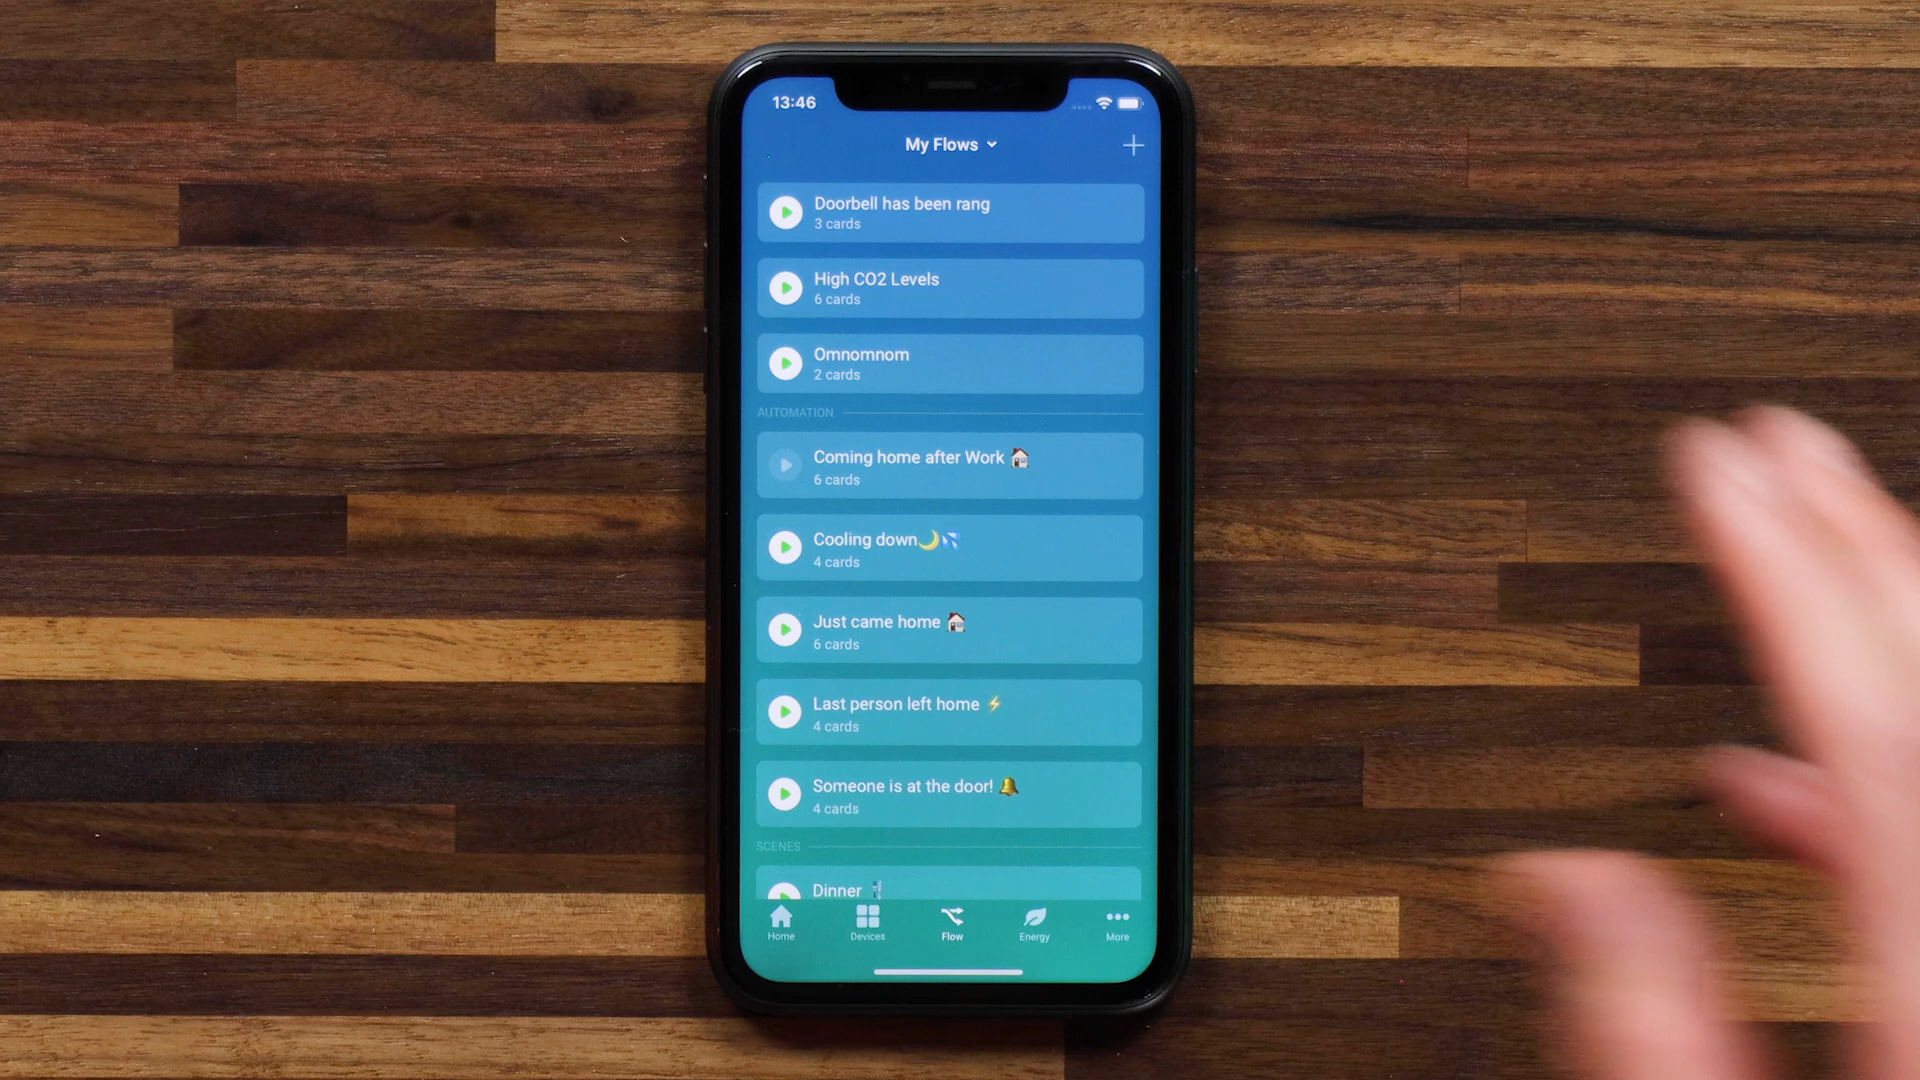 13:46
My Flows
Doorbell has been rang
3 cards
High CO2 Levels
6 cards
Omnomnom
2 cards
AUTOMATION
Coming home after Work 🏠
6 cards
Cooling down🌙💦
4 cards
Just came home 🏠
6 cards
Last person left home ⚡
4 cards
Someone is at the door! 🔔
4 cards
SCENES
Dinner 🍴
Home
Devices
Flow
Energy
More